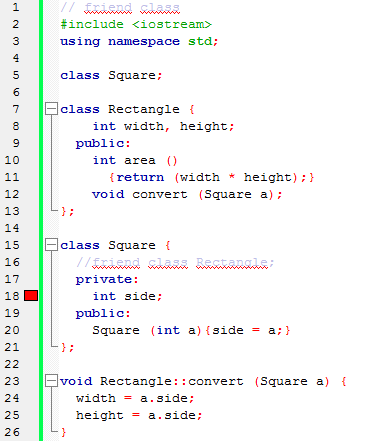 1 // friend class
2 #include <iostream>
3 using namespace std;
4
5 class Square;
6
7 class Rectangle {
8 int width, height;
9 public:
10 int area ()
11 {return (width * height);}
12 void convert (Square a);
13 };
14
15 class Square {
16 //friend class Rectangle;
17 private:
18 int side;
19 public:
20 Square (int a){side = a;}
21 };
22
23 void Rectangle::convert (Square a) {
24 width = a.side;
25 height = a.side;
26 }